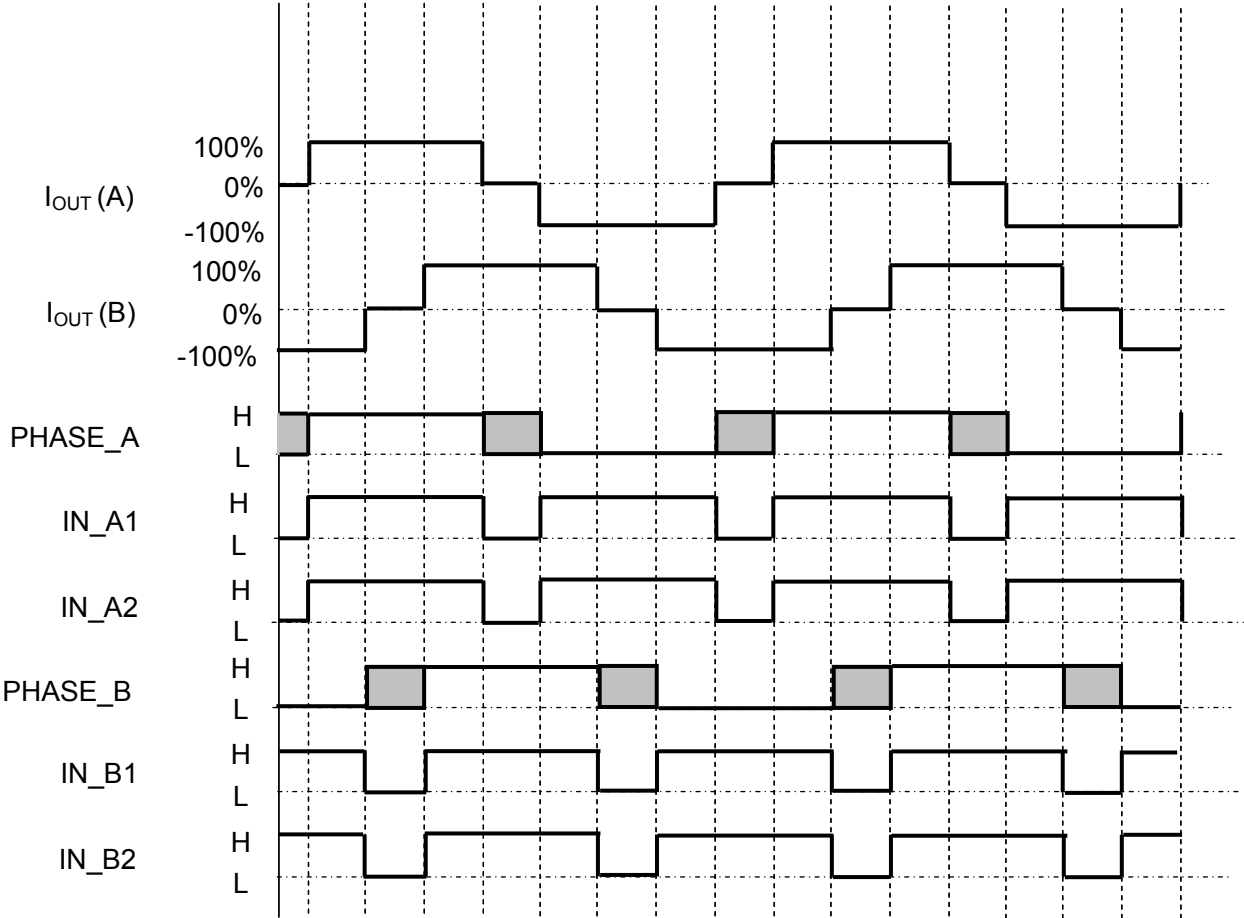 100%
I_OUT (A)
0%
-100%
100%
I_OUT (B)
0%
-100%
H
PHASE_A
L
H
IN_A1
L
H
IN_A2
L
H
PHASE_B
L
H
IN_B1
L
H
IN_B2
L